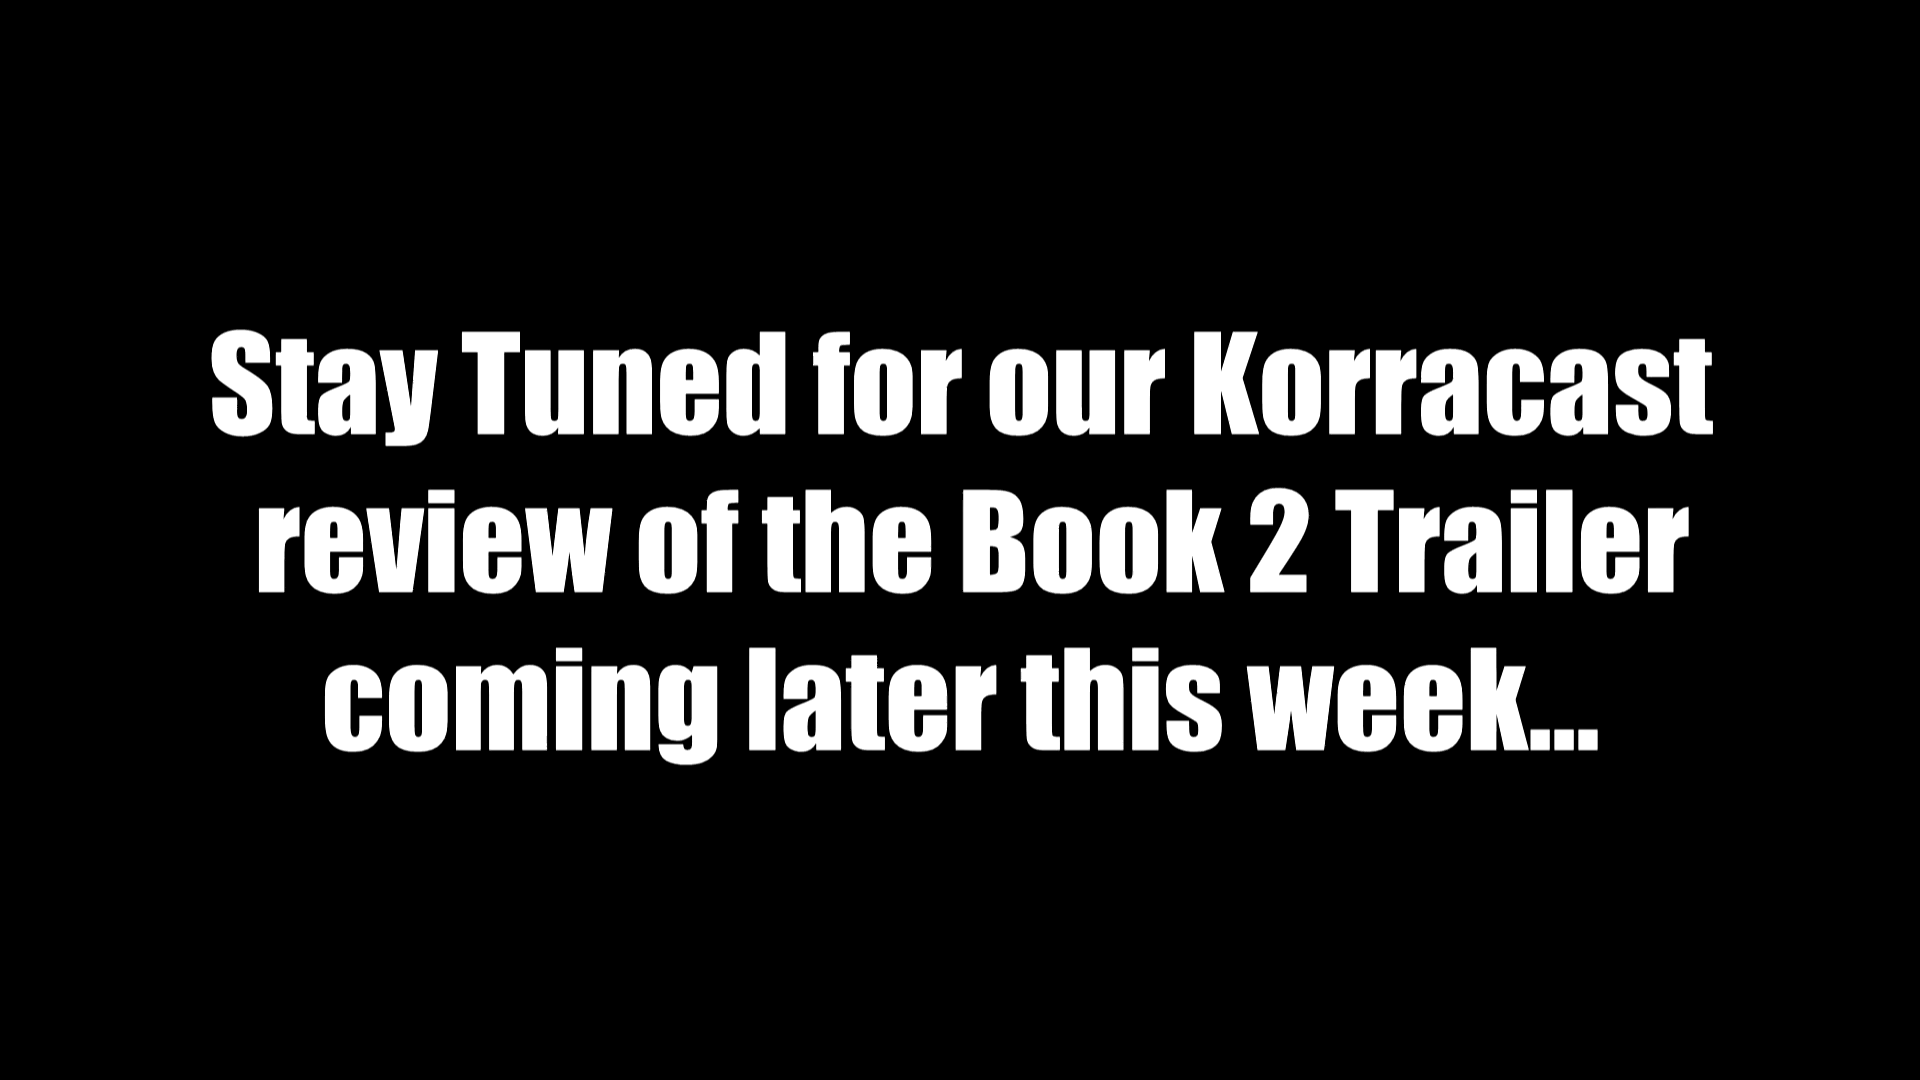 Stay Tuned for our Korracast
review of the Book 2 Trailer
coming later this week...